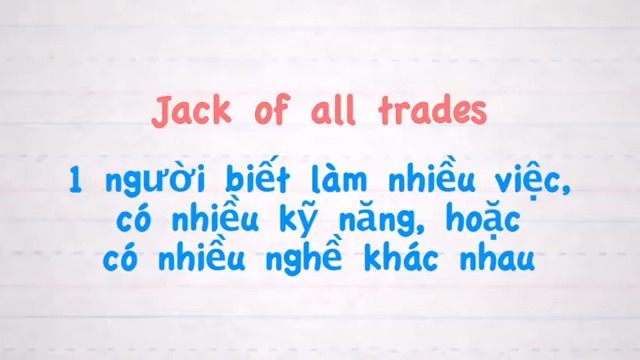 Jack of all trades
1 người biết làm nhiều việc,
có nhiều kỹ năng, hoặc
có nhiều nghề khác nhau